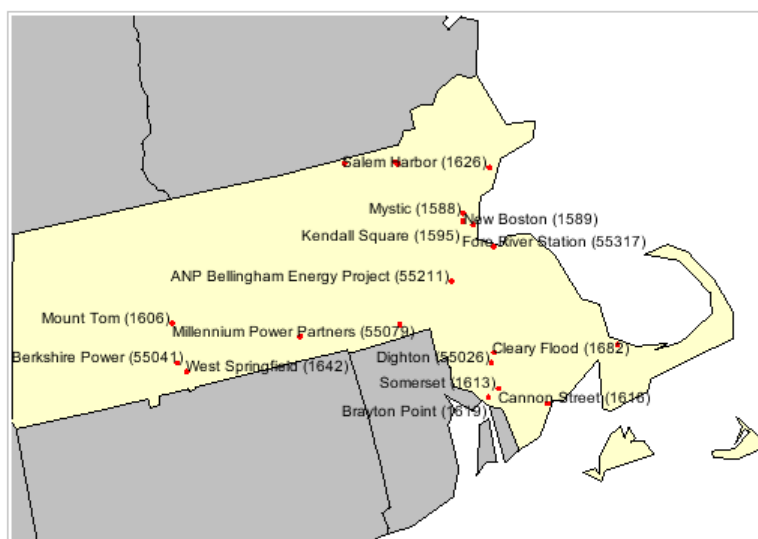 Salem Harbor (1626)
Mystic (1588)
New Boston (1589)
Kendall Square (1595)
Fore River Station (55317)
ANP Bellingham Energy Project (55211)
Mount Tom (1606)
Millennium Power Partners (55079)
Berkshire Power (55041)
West Springfield (1642)
Dighton (55026)
Cleary Flood (1682)
Somerset (1613)
Cannon Street (1616)
Brayton Point (1619)